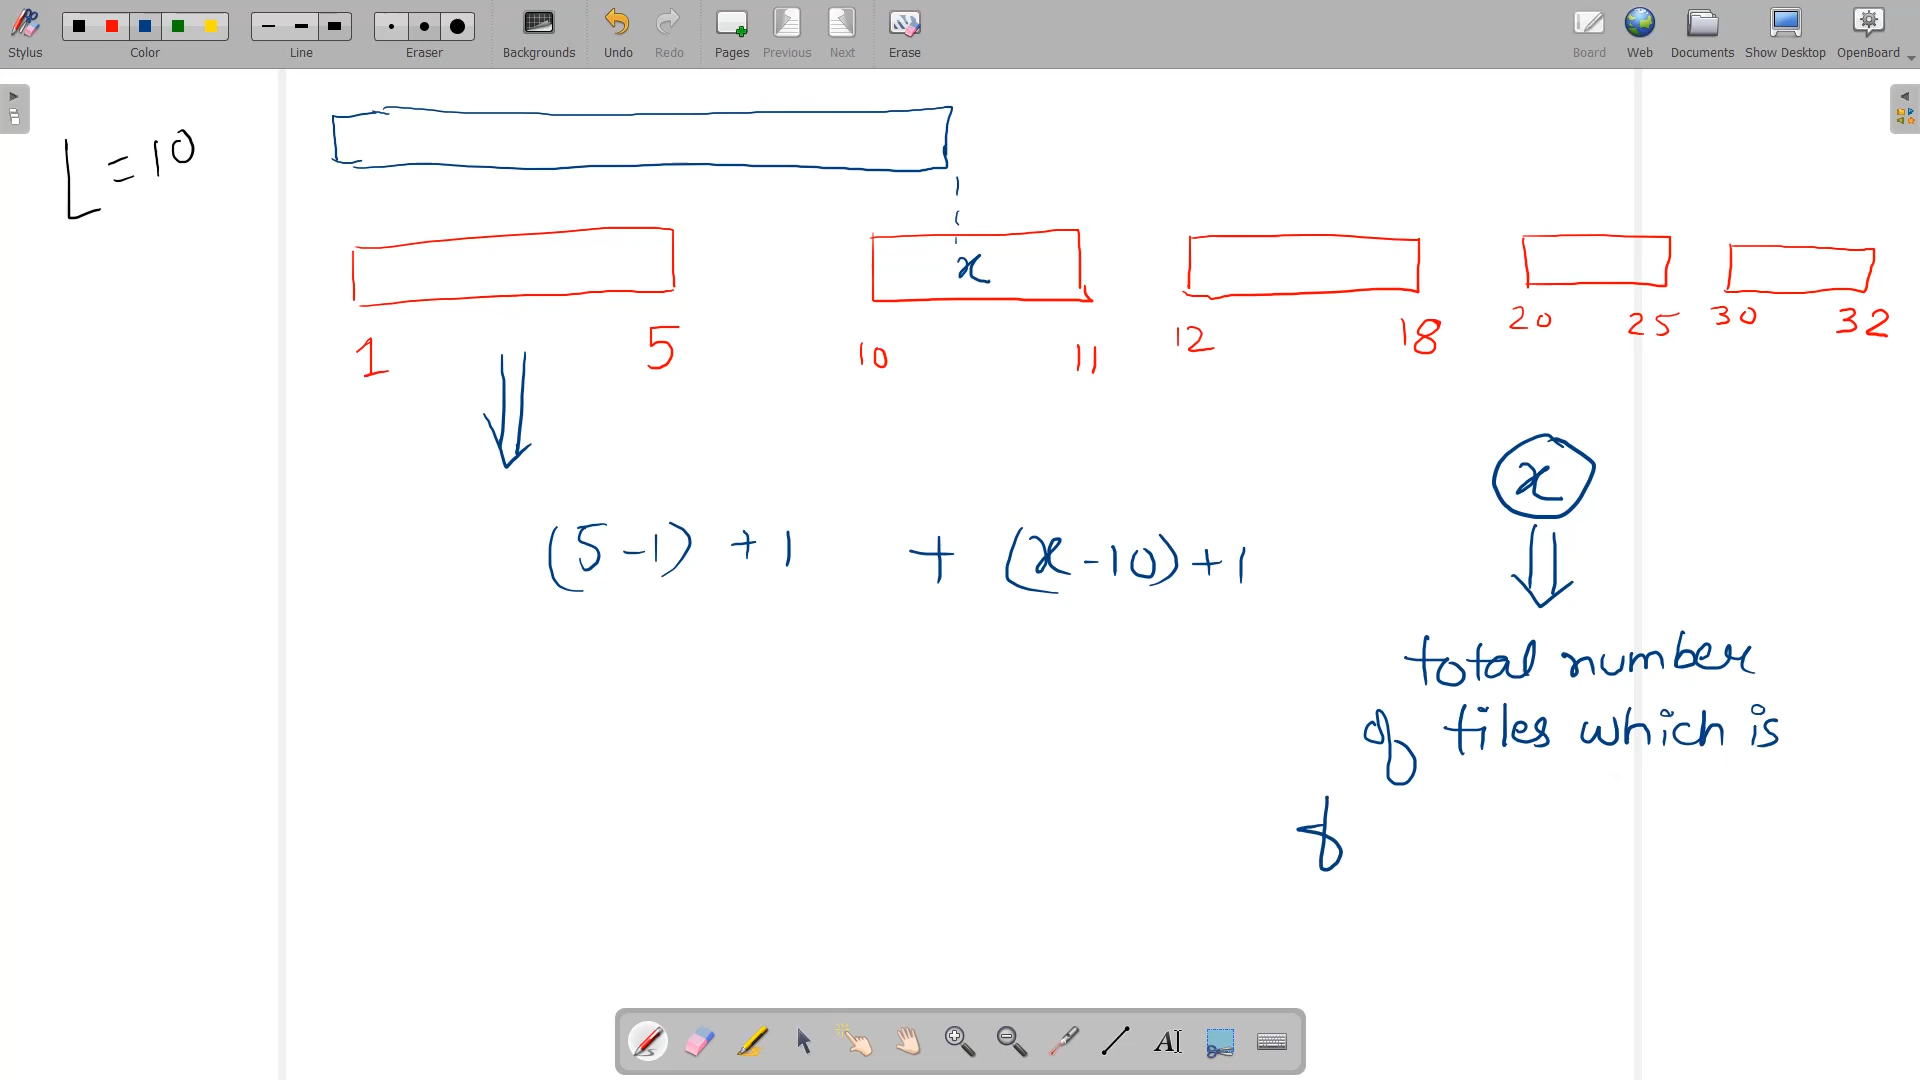 Stylus
Color
Line
Eraser
Backgrounds
Undo
Redo
Pages
Previous
Next
Erase
Board
Web
Documents
Show Desktop
OpenBoard
L = 10
x
1 5 10 11 12 18 20 25 30 32
x
(5-1) + 1 + (x-10) + 1
total number
of tiles which is